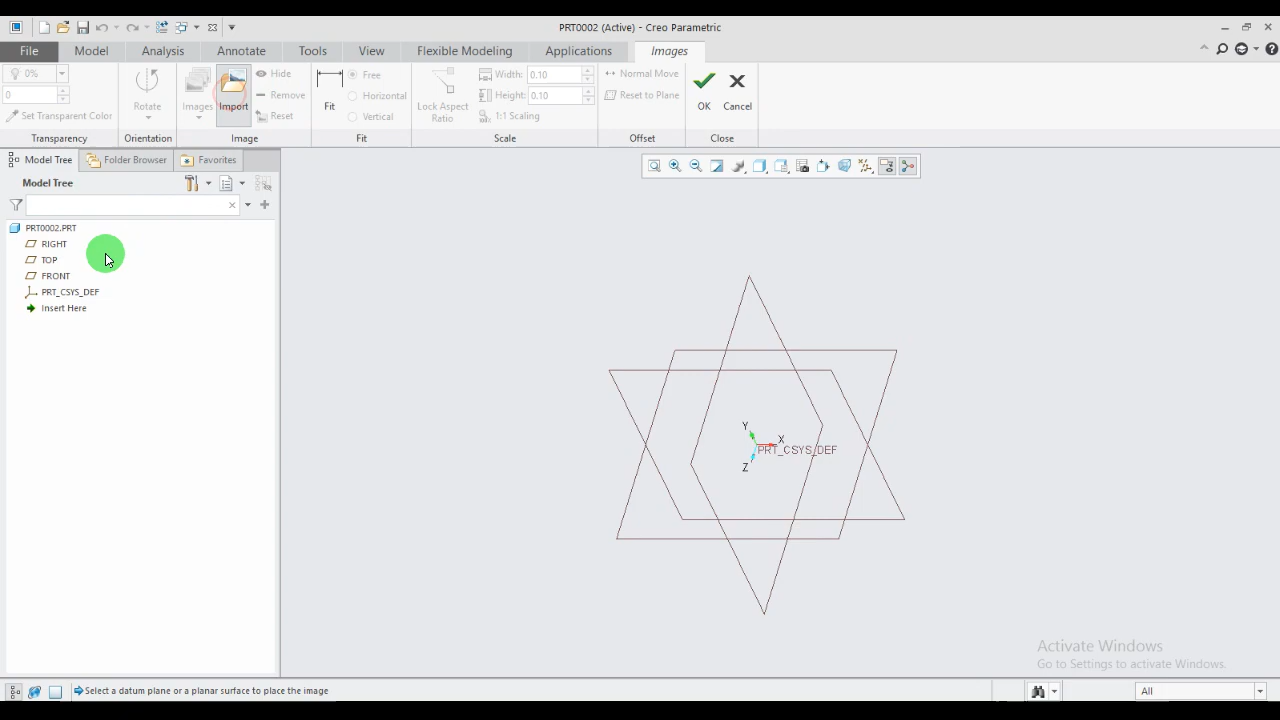 PRT0002 (Active) - Creo Parametric
File Model Analysis Annotate Tools View Flexible Modeling Applications Images
0% Hide Free Width: 0.10 Normal Move
0 Rotate Images Import Remove Fit Horizontal Lock Aspect Ratio Height: 0.10 Reset to Plane OK Cancel
Set Transparent Color Reset Vertical 1:1 Scaling
Transparency Orientation Image Fit Scale Offset Close
Model Tree Folder Browser Favorites
Model Tree
PRT0002.PRT
RIGHT
TOP
FRONT
PRT_CSYS_DEF
Insert Here
Y
X
PRT_CSYS_DEF
Z
Activate Windows
Go to Settings to activate Windows.
Select a datum plane or a planar surface to place the image
All